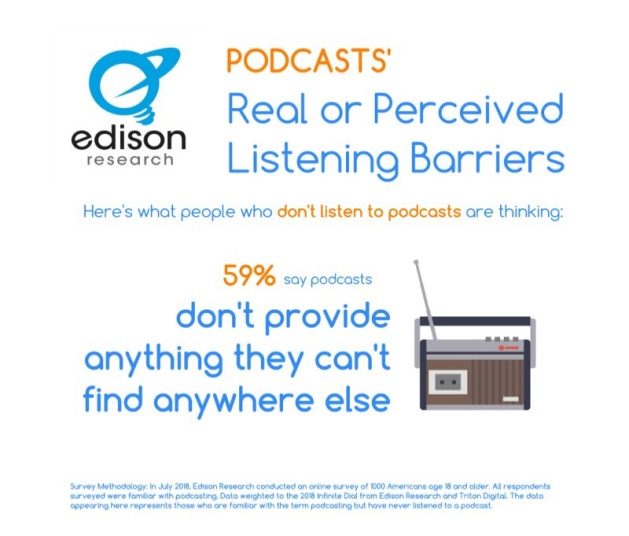 edison
research
PODCASTS'
Real or Perceived
Listening Barriers
Here's what people who don't listen to podcasts are thinking:
59% say podcasts
don't provide
anything they can't
find anywhere else
Survey Methodology: In July 2018, Edison Research conducted an online survey of 1000 Americans age 18 and older. All respondents
surveyed were familiar with podcasting. Data weighted to the 2018 Infinite Dial from Edison Research and Triton Digital. The data
appearing here represents those who are familiar with the term podcasting but have never listened to a podcast.